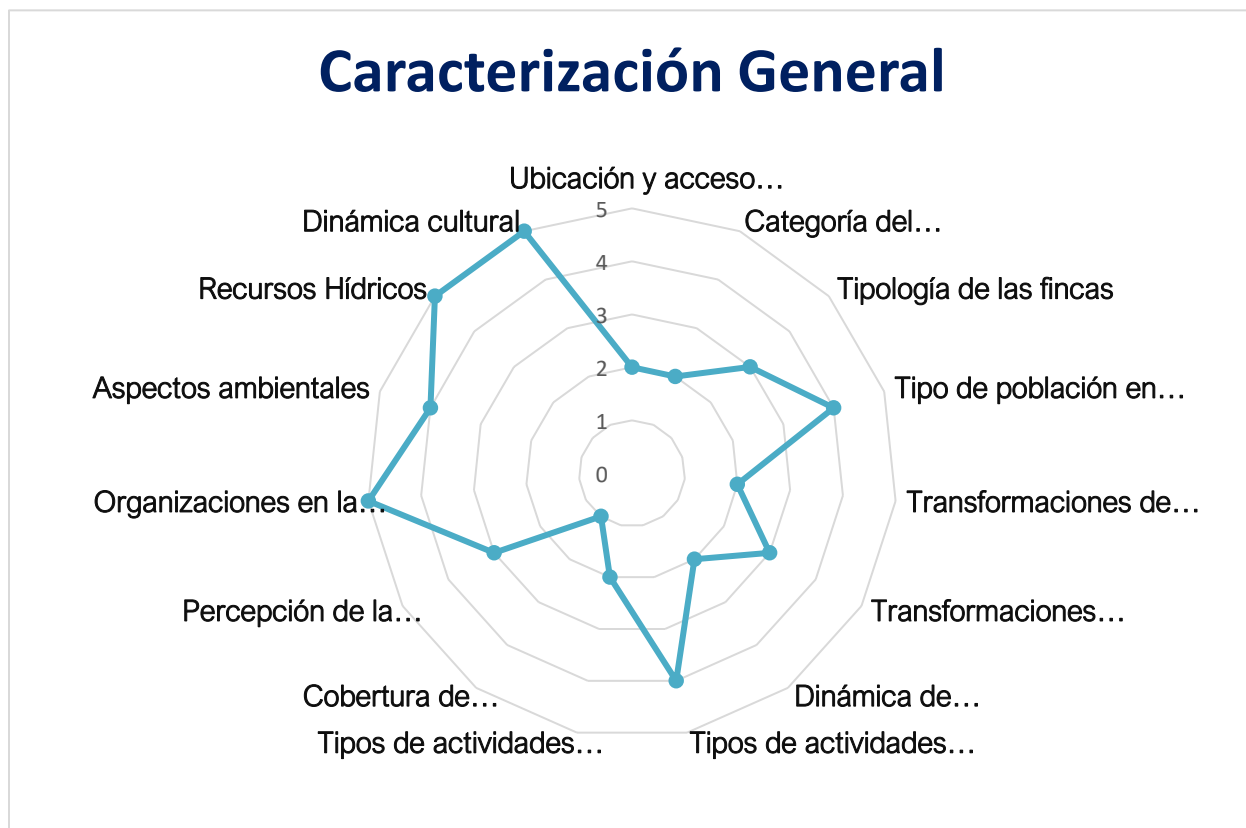 Caracterización General
Ubicación y acceso…
Categoría del…
Tipología de las fincas
Tipo de población en…
Transformaciones de…
Transformaciones…
Dinámica de…
Tipos de actividades…
Tipos de actividades…
Cobertura de…
Percepción de la…
Organizaciones en la…
Aspectos ambientales
Recursos Hídricos
Dinámica cultural
5
4
3
2
1
0